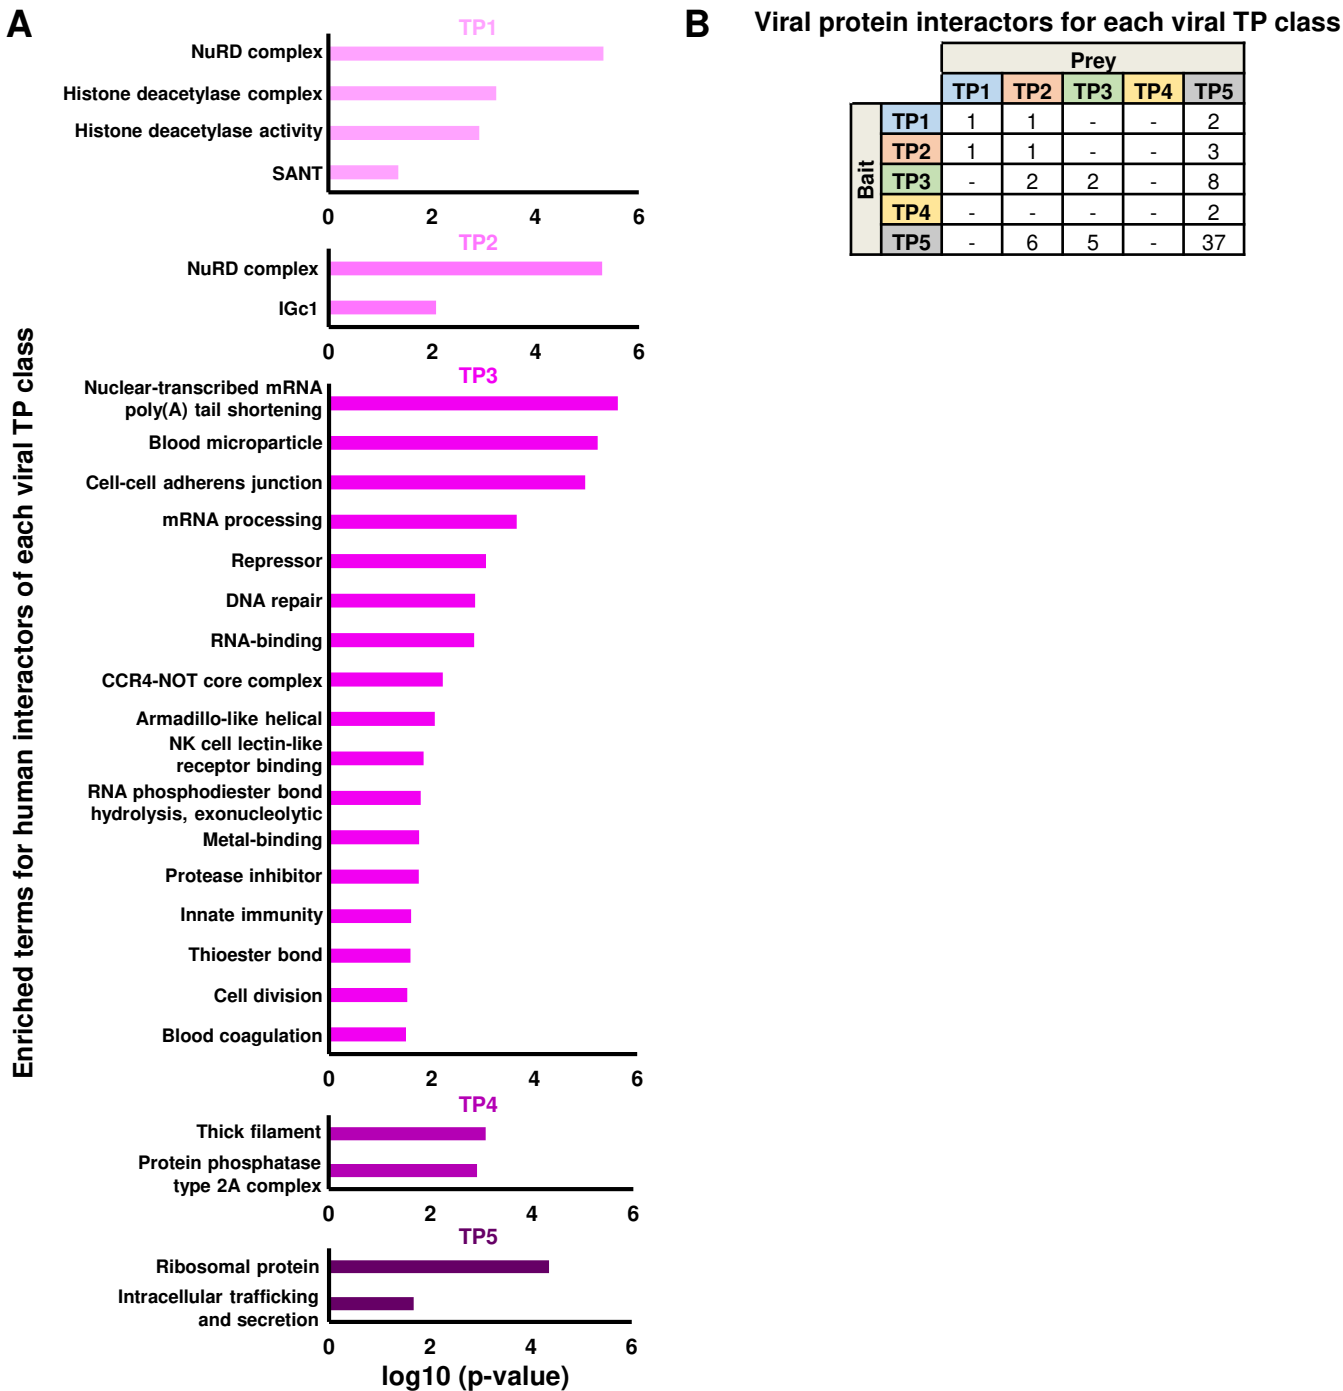 A
Enriched terms for human interactors of each viral TP class
TP1
NuRD complex
Histone deacetylase complex
Histone deacetylase activity
SANT
0 2 4 6
TP2
NuRD complex
IGc1
0 2 4 6
TP3
Nuclear-transcribed mRNA
poly(A) tail shortening
Blood microparticle
Cell-cell adherens junction
mRNA processing
Repressor
DNA repair
RNA-binding
CCR4-NOT core complex
Armadillo-like helical
NK cell lectin-like
receptor binding
RNA phosphodiester bond
hydrolysis, exonucleolytic
Metal-binding
Protease inhibitor
Innate immunity
Thioester bond
Cell division
Blood coagulation
0 2 4 6
TP4
Thick filament
Protein phosphatase
type 2A complex
0 2 4 6
TP5
Ribosomal protein
Intracellular trafficking
and secretion
0 2 4 6
log10 (p-value)
B
Viral protein interactors for each viral TP class
Prey
TP1 TP2 TP3 TP4 TP5
Bait
TP1 1 1 - - 2
TP2 1 1 - - 3
TP3 - 2 2 - 8
TP4 - - - - 2
TP5 - 6 5 - 37